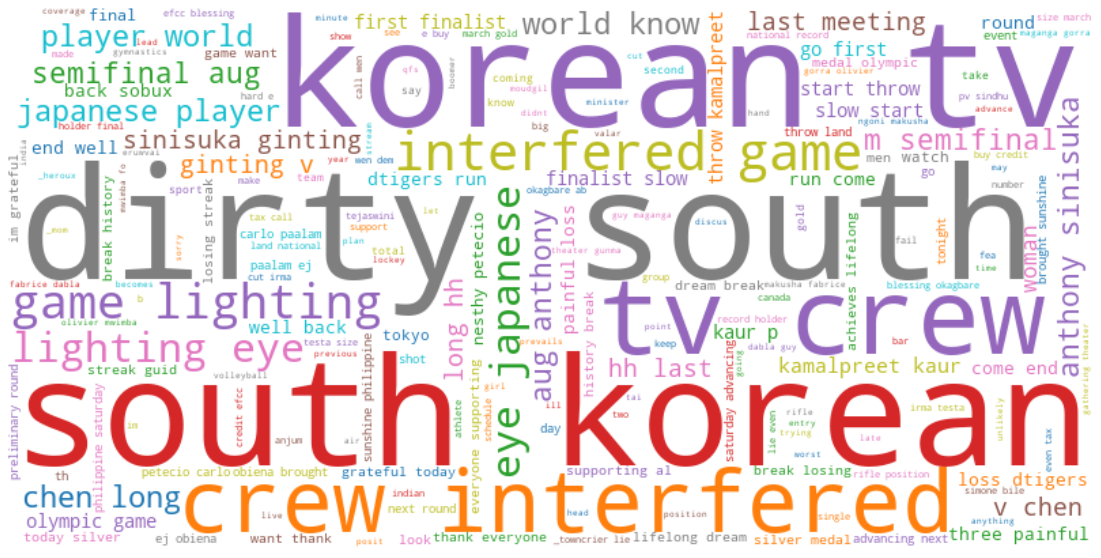 coverage
efcc blessing
minute
e buy
march gold
world know
national record
last meeting
round
size march
maganga gorra
final
made
lead
first finalist
player world
gymnastics
game want
show
see
korean tv
cut
second
go first
event
gorra olivier
semifinal aug
hard e
call men
qfs
boomer
coming
medal olympic
take
back sobux
know
say
moudgil
minister
start throw
pv sindhu
japanese player
didnt
hand
slow start
advance
holder final
stream
big
valar
ngoni makusha
throw land
sinisuka ginting
interfered game
throw kamalpreet
m semifinal
end well
erumvai
year
wen dem
men watch
buy credit
efcc
india
ginting v
finalist slow
run come
go
may
_heroux
mwimba fo
sport
make
team
dtigers run
okagbare ab
number
im grateful
dirty south
tax call
tejaswini
let
support
guy maganga
discus
gold
fail
tonight
anthony sinisuka
_mom
sorry
losing streak
carlo paalam
land national
plan
break history
total
theater gunma
woman
brought sunshine
paalam ej
lockey
nesthy petecio
eye japanese
painful loss
group
fea
time
fabrice dabla
becomes
cut irma
dream break
makusha fabrice
blessing okagbare
game lighting
b
canada
achieves lifelong
tv crew
olivier mwimba
testa size
well back
tokyo
long hh
aug anthony
history break
point
record holder
kaur p
dabla guy
bar
lighting eye
previous
shot
prevails
keep
gathering theater
streak guid
volleyball
hh last
going
kamalpreet kaur
come end
preliminary round
south korean
credit efcc
sunshine philippine
athlete
schedule
girl
ill
tai
saturday advancing
rifle
entry
irma testa
unlikely
philippine saturday
im
anjum
air
everyone supporting
two
lie even
trying
late
day
worst
even tax
th
petecio carlo
obiena brought
grateful today
supporting al
break losing
rifle position
loss dtigers
chen long
crew interfered
indian
next round
simone bile
v chen
olympic game
live
head
position
single
anything
three painful
today silver
ej obiena
want thank
posit
look
thank everyone
_towncrier lie
lifelong dream
silver medal
advancing next